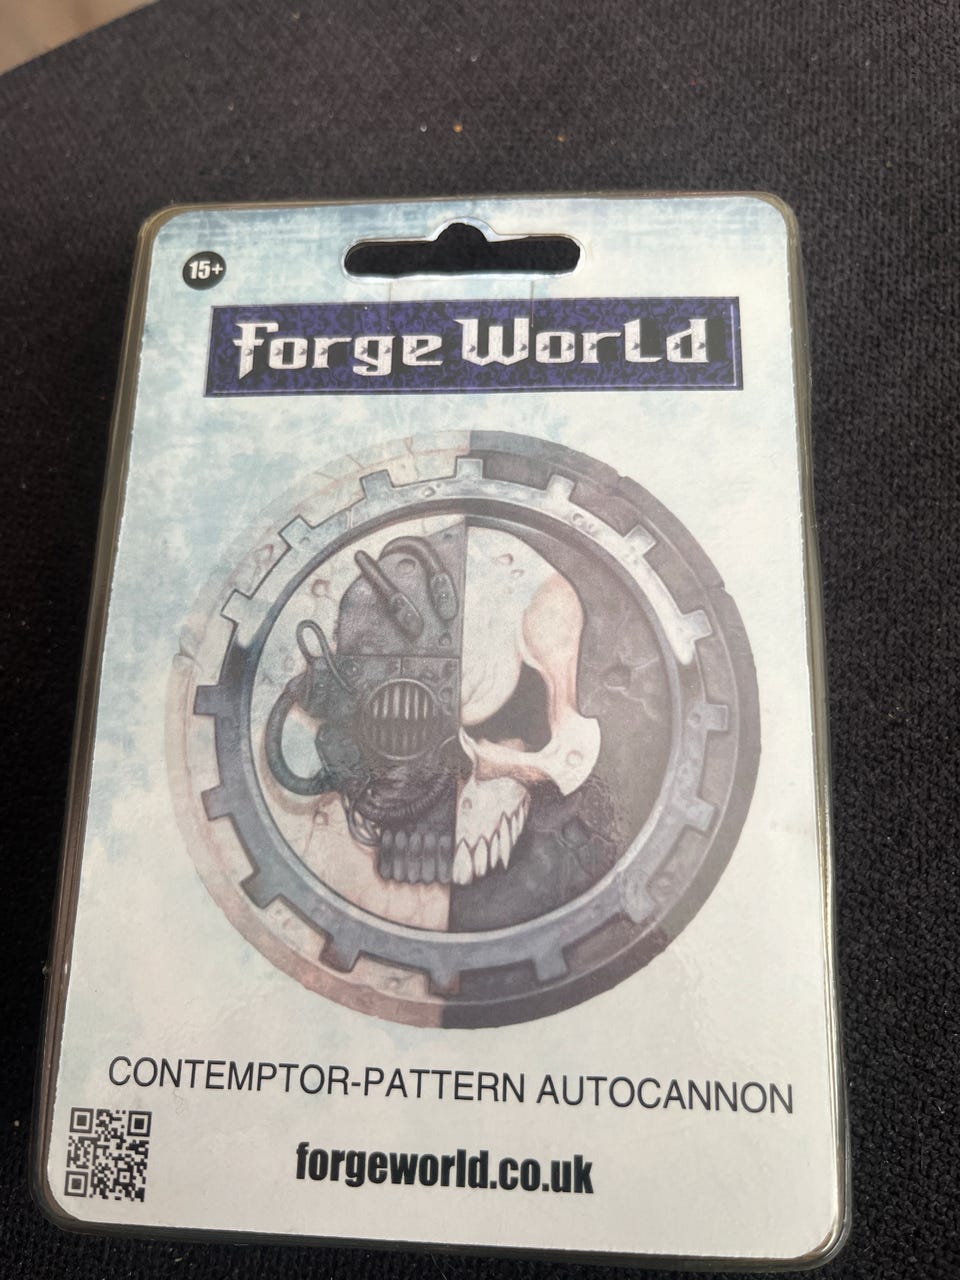 15+
Forge World
CONTEMPTOR-PATTERN AUTOCANNON
forgeworld.co.uk